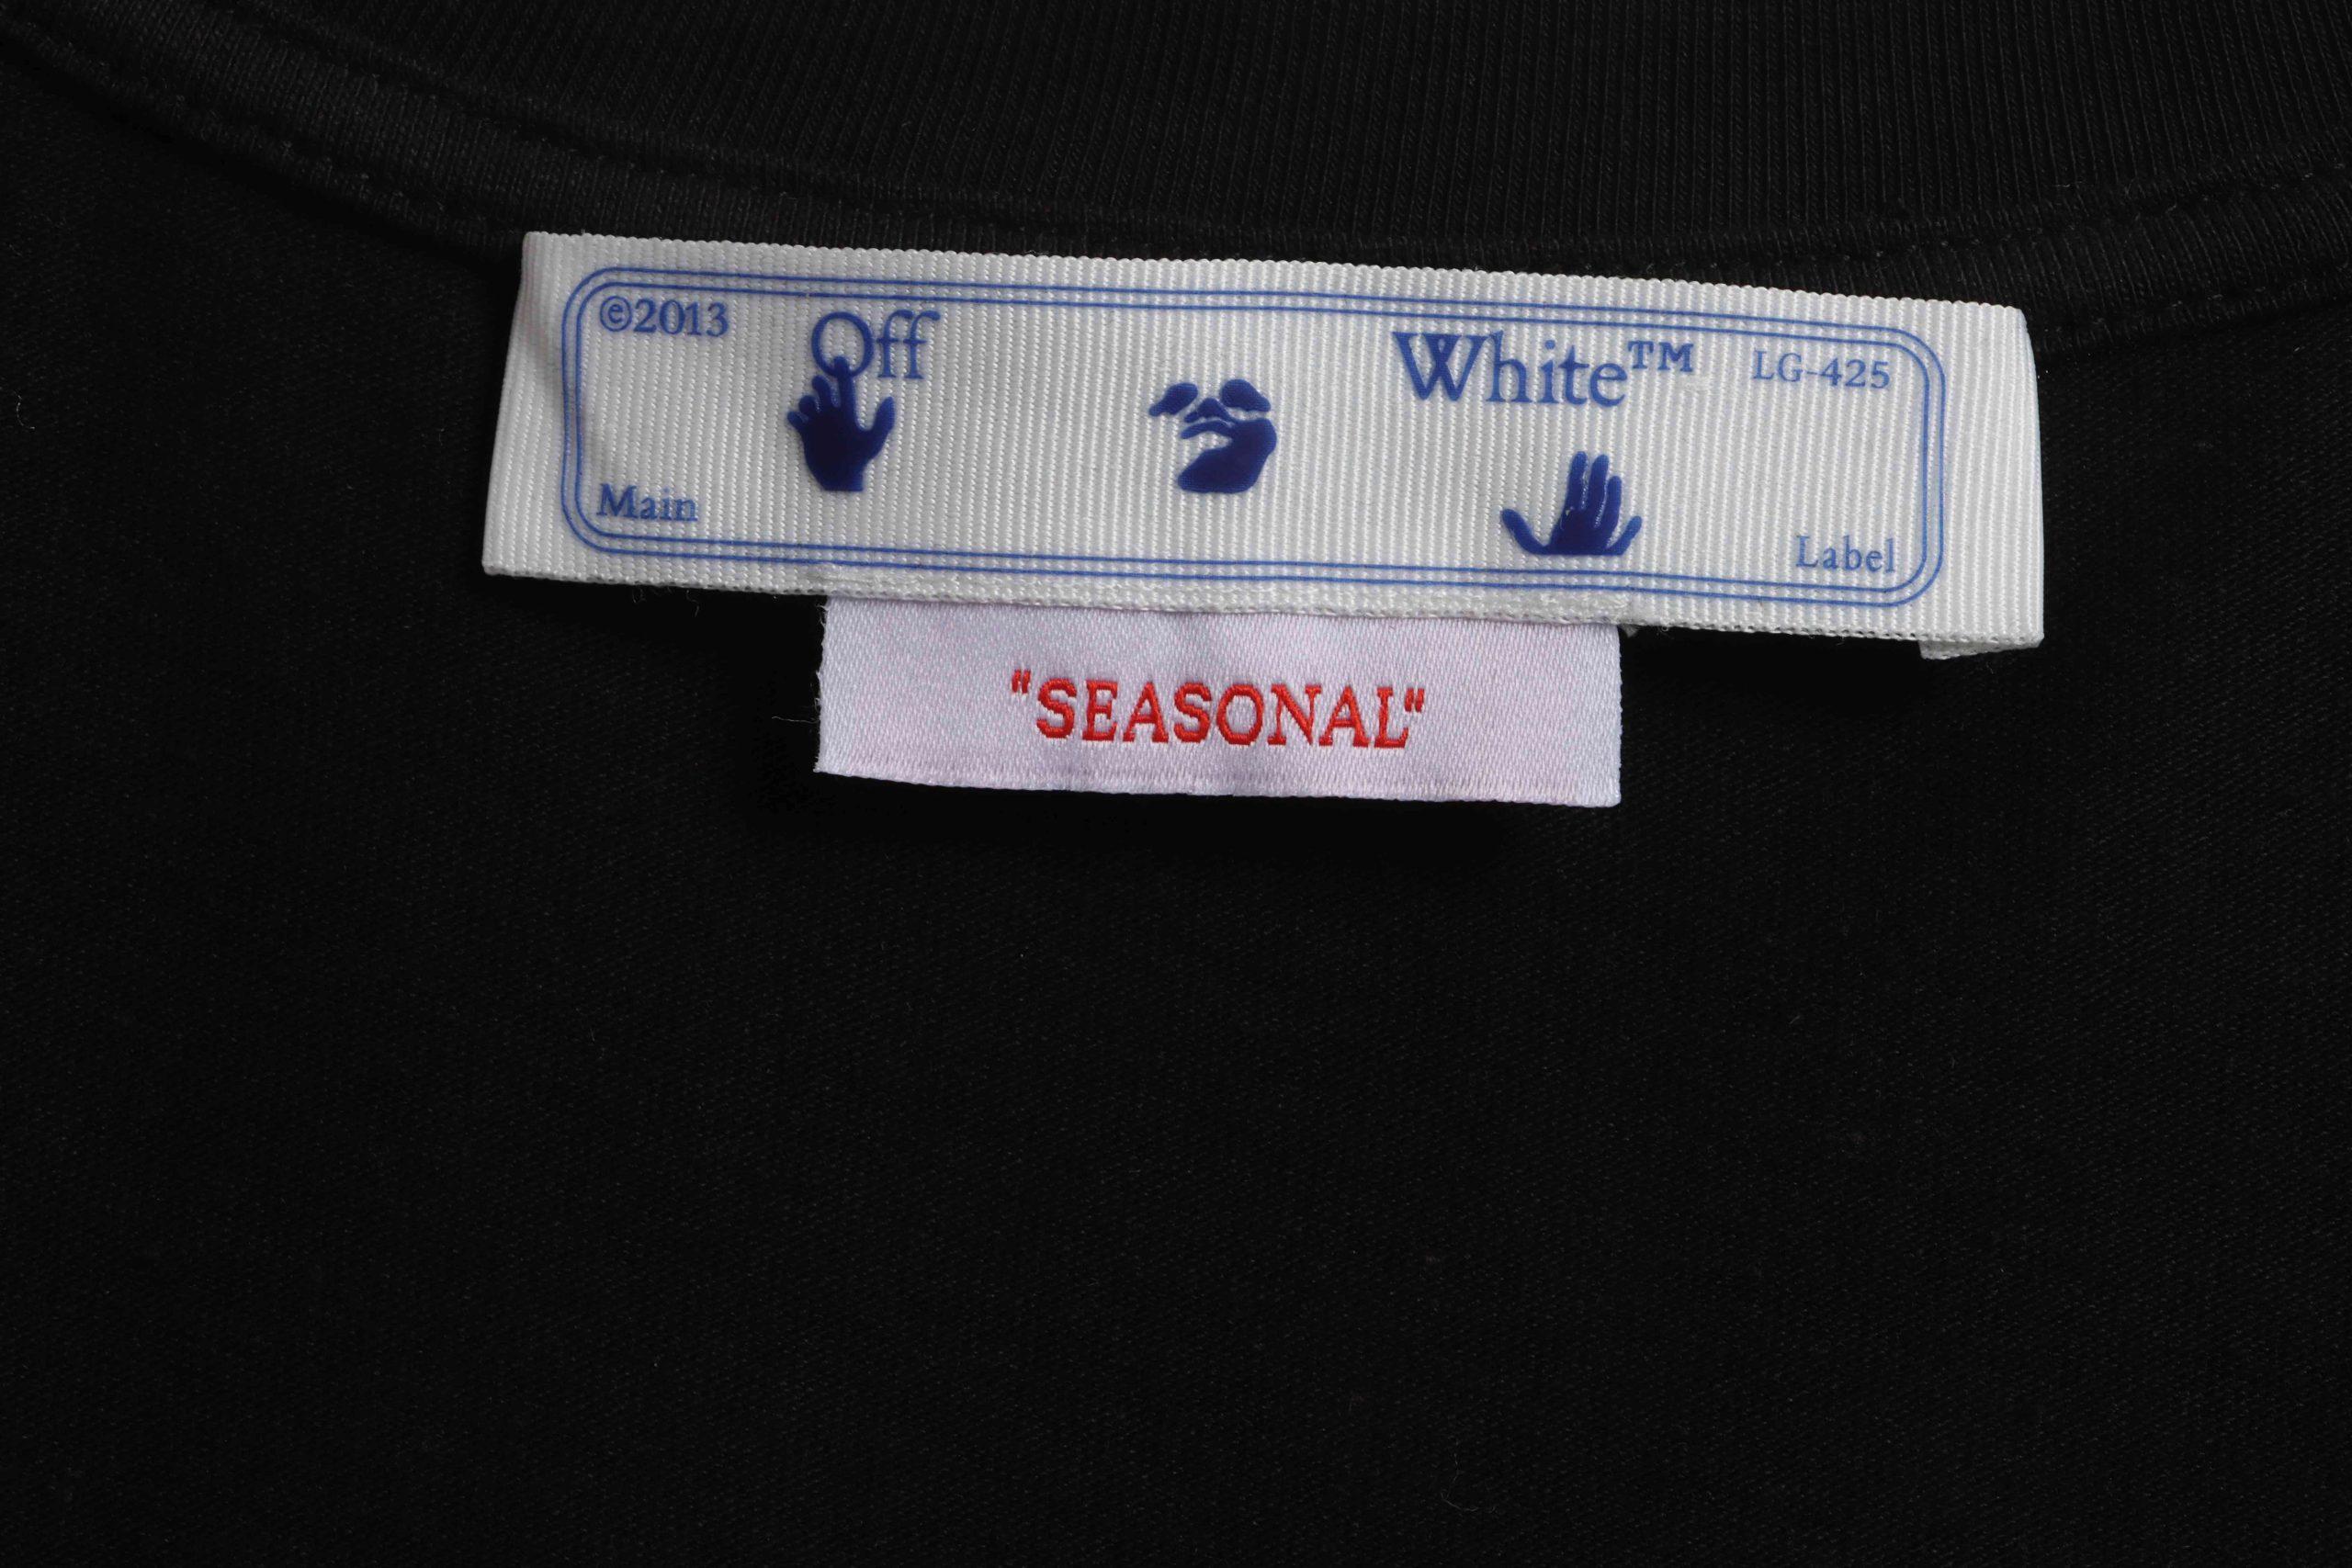 ©2013 Off White™ LG-425
Main Label
"SEASONAL"